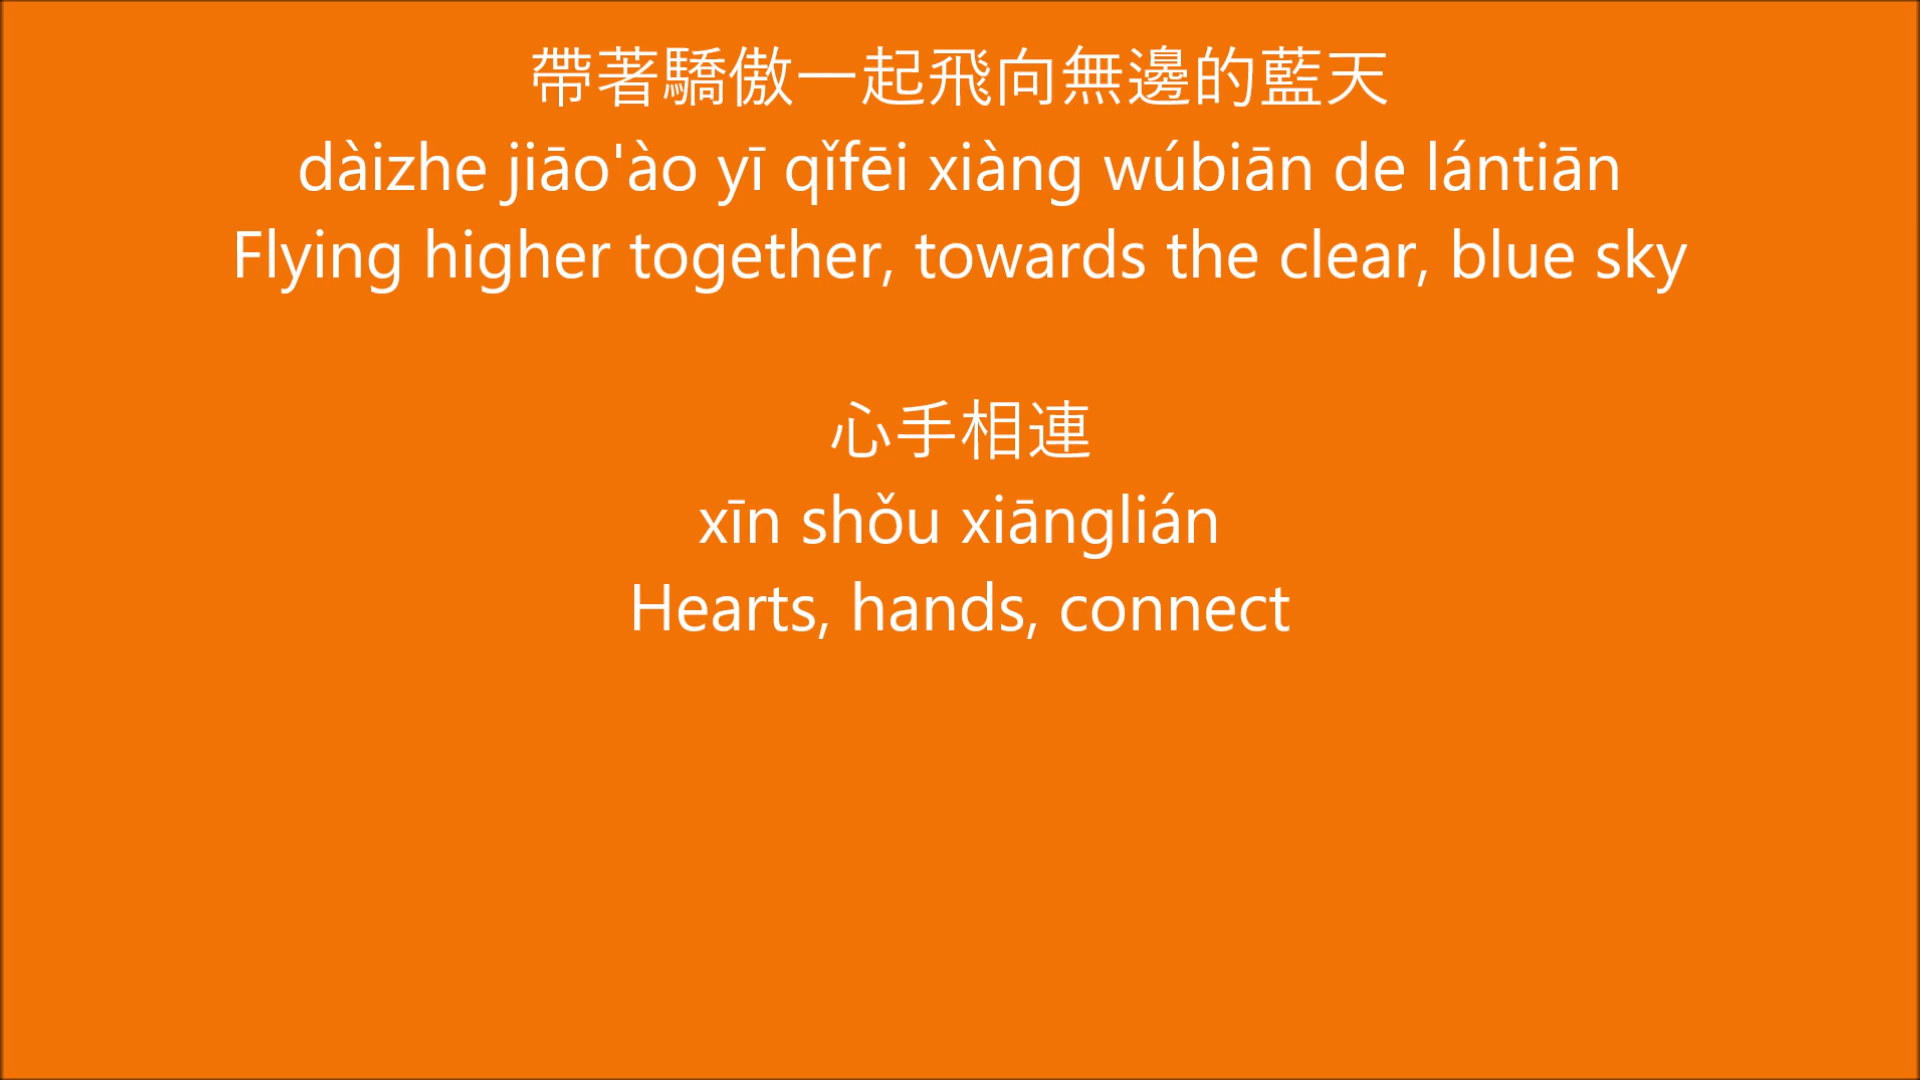 帶著驕傲一起飛向無邊的藍天
dàizhe jiāo'ào yī qǐfēi xiàng wúbiān de lántiān
Flying higher together, towards the clear, blue sky
心手相連
xīn shǒu xiānglián
Hearts, hands, connect